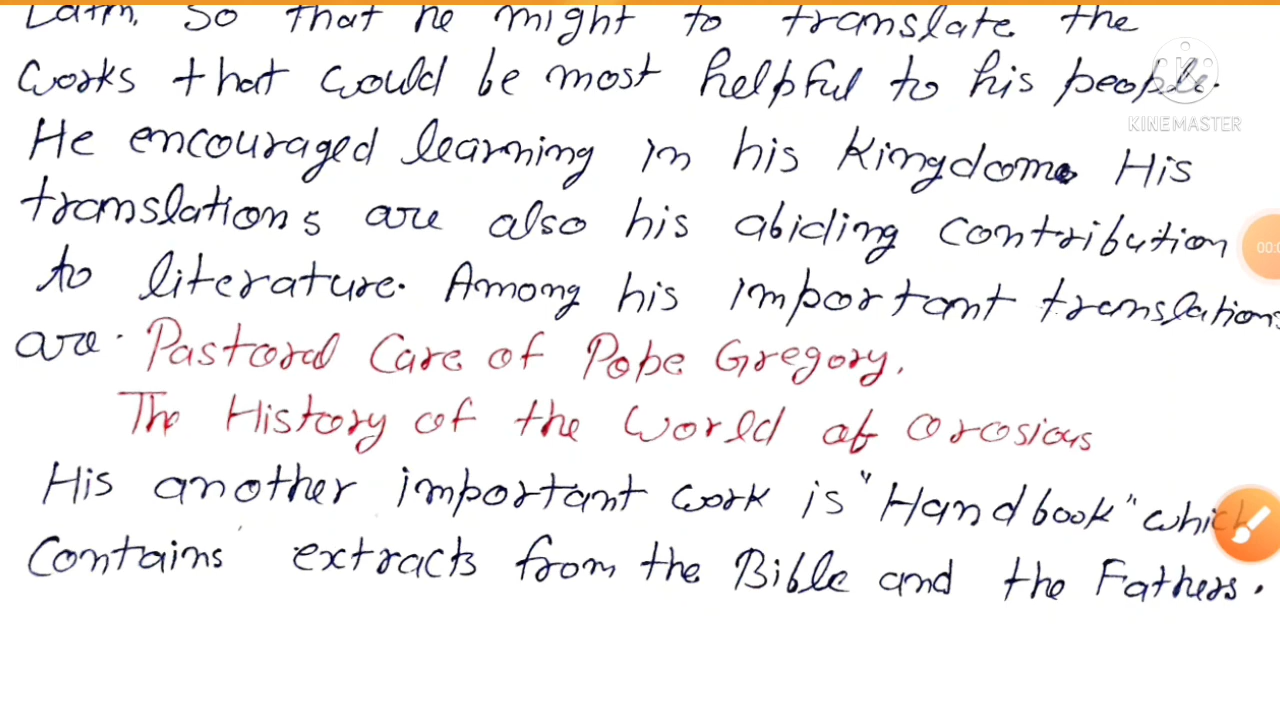 Latin. So that he might to translate the
works that would be most helpful to his people.
KINEMASTER
He encouraged learning in his kingdom. His
translations are also his abiding contribution
to literature. Among his important translations
are. Pastoral Care of Pope Gregory.
The History of the World of Orosious
His another important work is "Handbook" which
contains extracts from the Bible and the Fathers.